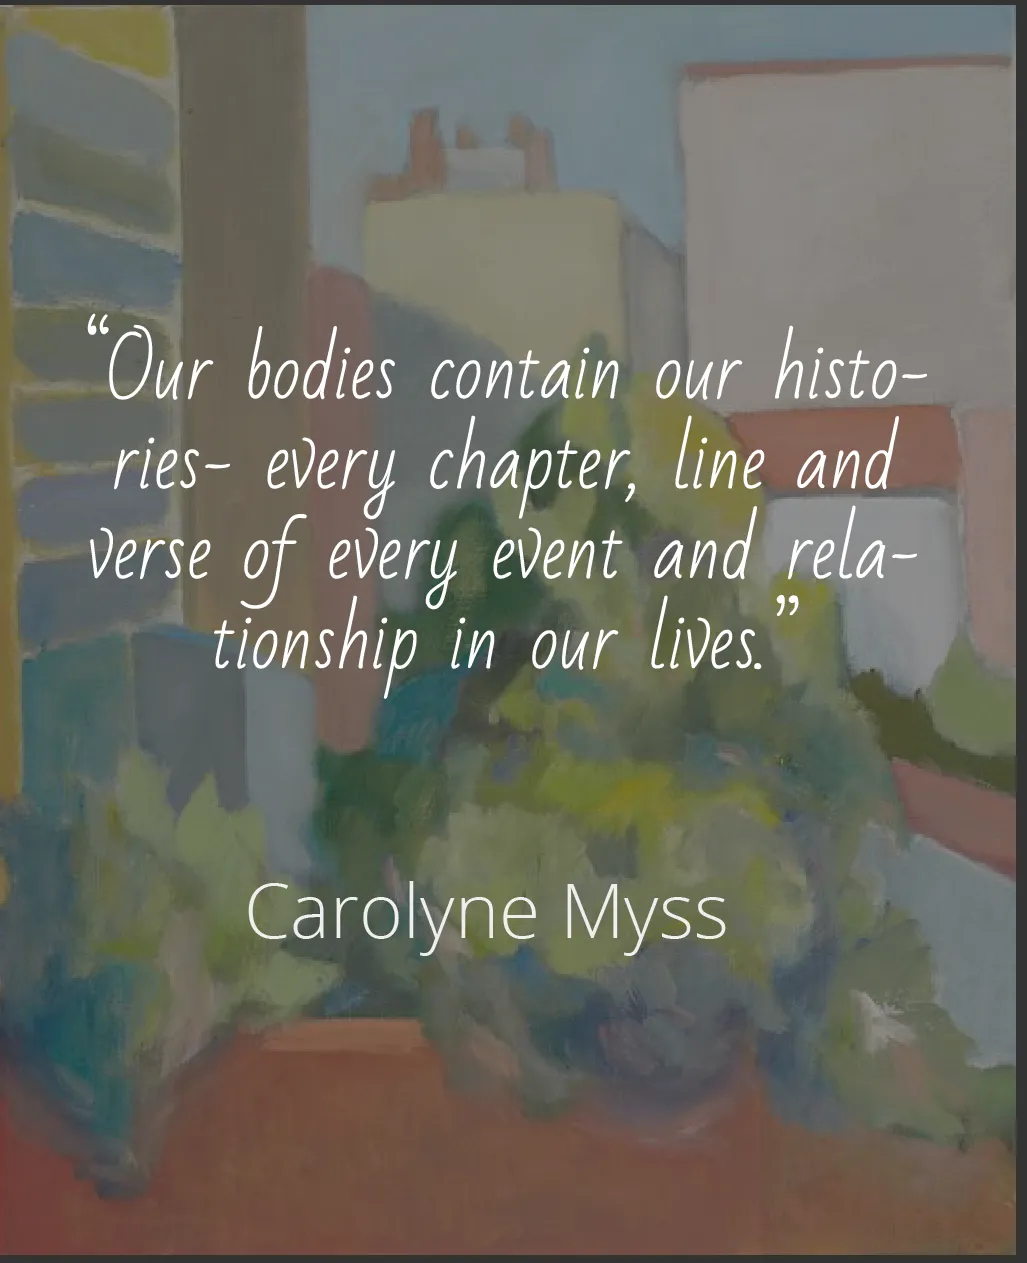 “Our bodies contain our histo-
ries- every chapter, line and
verse of every event and rela-
tionship in our lives.”
Carolyne Myss